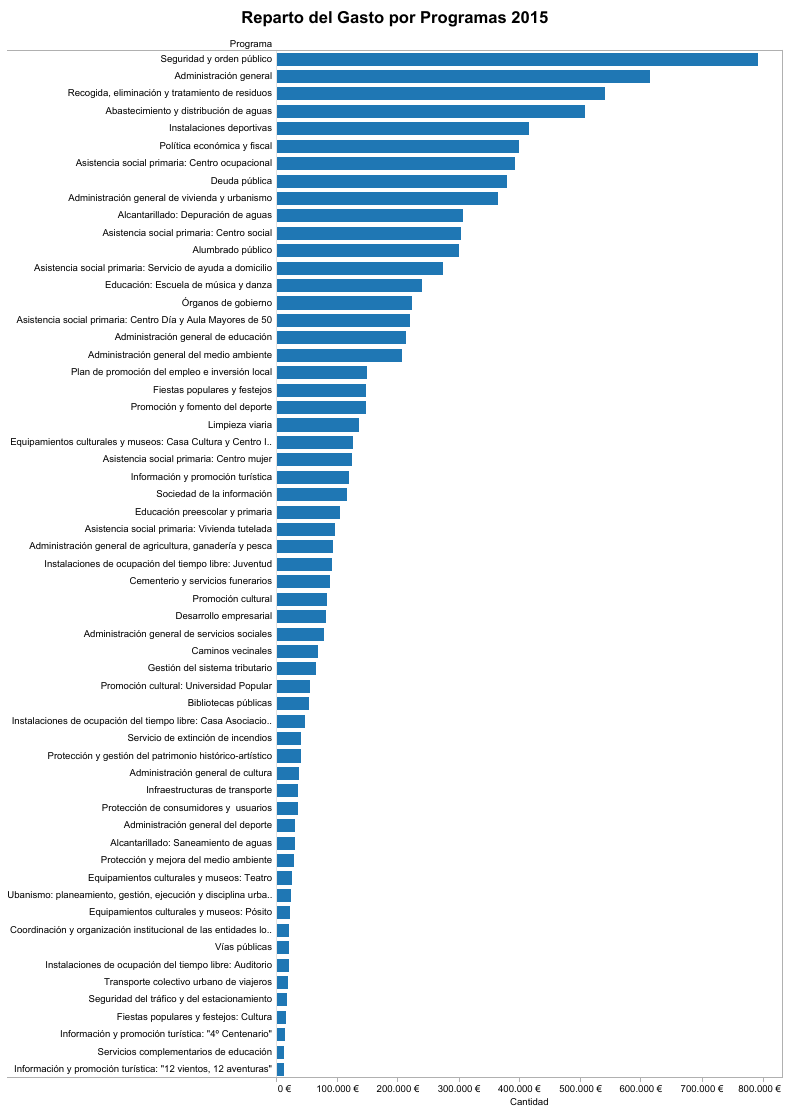 Reparto del Gasto por Programas 2015
Programa
Seguridad y orden público
Administración general
Recogida, eliminación y tratamiento de residuos
Abastecimiento y distribución de aguas
Instalaciones deportivas
Política económica y fiscal
Asistencia social primaria: Centro ocupacional
Deuda pública
Administración general de vivienda y urbanismo
Alcantarillado: Depuración de aguas
Asistencia social primaria: Centro social
Alumbrado público
Asistencia social primaria: Servicio de ayuda a domicilio
Educación: Escuela de música y danza
Órganos de gobierno
Asistencia social primaria: Centro Día y Aula Mayores de 50
Administración general de educación
Administración general del medio ambiente
Plan de promoción del empleo e inversión local
Fiestas populares y festejos
Promoción y fomento del deporte
Limpieza viaria
Equipamientos culturales y museos: Casa Cultura y Centro I..
Asistencia social primaria: Centro mujer
Información y promoción turística
Sociedad de la información
Educación preescolar y primaria
Asistencia social primaria: Vivienda tutelada
Administración general de agricultura, ganadería y pesca
Instalaciones de ocupación del tiempo libre: Juventud
Cementerio y servicios funerarios
Promoción cultural
Desarrollo empresarial
Administración general de servicios sociales
Caminos vecinales
Gestión del sistema tributario
Promoción cultural: Universidad Popular
Bibliotecas públicas
Instalaciones de ocupación del tiempo libre: Casa Asociacio..
Servicio de extinción de incendios
Protección y gestión del patrimonio histórico-artístico
Administración general de cultura
Infraestructuras de transporte
Protección de consumidores y  usuarios
Administración general del deporte
Alcantarillado: Saneamiento de aguas
Protección y mejora del medio ambiente
Equipamientos culturales y museos: Teatro
Ubanismo: planeamiento, gestión, ejecución y disciplina urba..
Equipamientos culturales y museos: Pósito
Coordinación y organización institucional de las entidades lo..
Vías públicas
Instalaciones de ocupación del tiempo libre: Auditorio
Transporte colectivo urbano de viajeros
Seguridad del tráfico y del estacionamiento
Fiestas populares y festejos: Cultura
Información y promoción turística: "4º Centenario"
Servicios complementarios de educación
Información y promoción turística: "12 vientos, 12 aventuras"
0 € 100.000 € 200.000 € 300.000 € 400.000 € 500.000 € 600.000 € 700.000 € 800.000 €
Cantidad